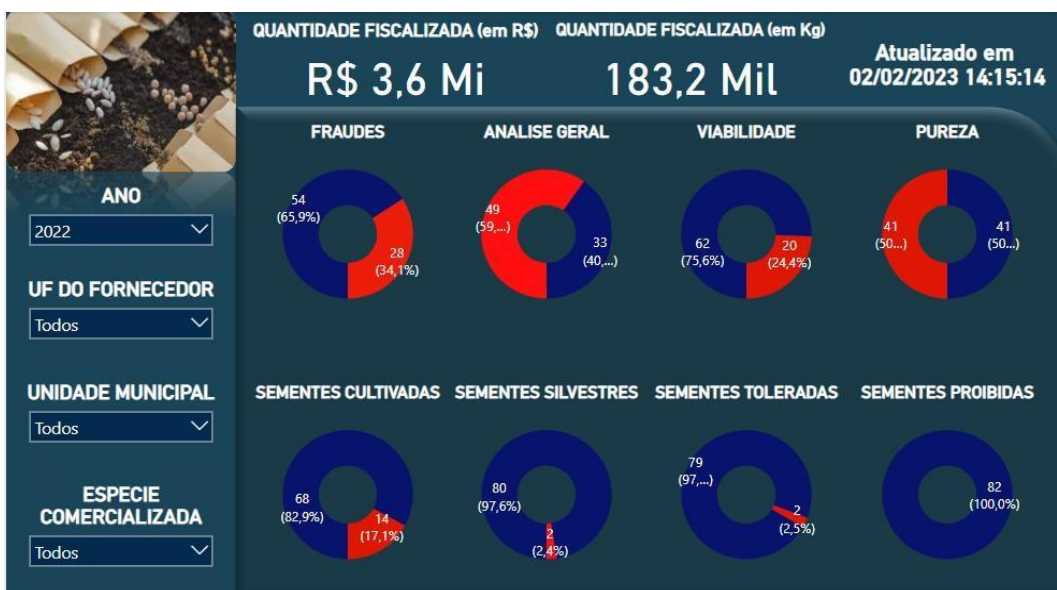 QUANTIDADE FISCALIZADA (em R$)
R$ 3,6 Mi
QUANTIDADE FISCALIZADA (em Kg)
183,2 Mil
Atualizado em
02/02/2023 14:15:14
ANO
2022
UF DO FORNECEDOR
Todos
UNIDADE MUNICIPAL
Todos
ESPECIE
COMERCIALIZADA
Todos
FRAUDES
54
(65,9%)
28
(34,1%)
ANALISE GERAL
49
(59,...)
33
(40,...)
VIABILIDADE
62
(75,6%)
20
(24,4%)
PUREZA
41
(50...)
41
(50...)
SEMENTES CULTIVADAS
68
(82,9%)
14
(17,1%)
SEMENTES SILVESTRES
80
(97,6%)
2
(2,4%)
SEMENTES TOLERADAS
79
(97,...)
2
(2,5%)
SEMENTES PROIBIDAS
82
(100,0%)